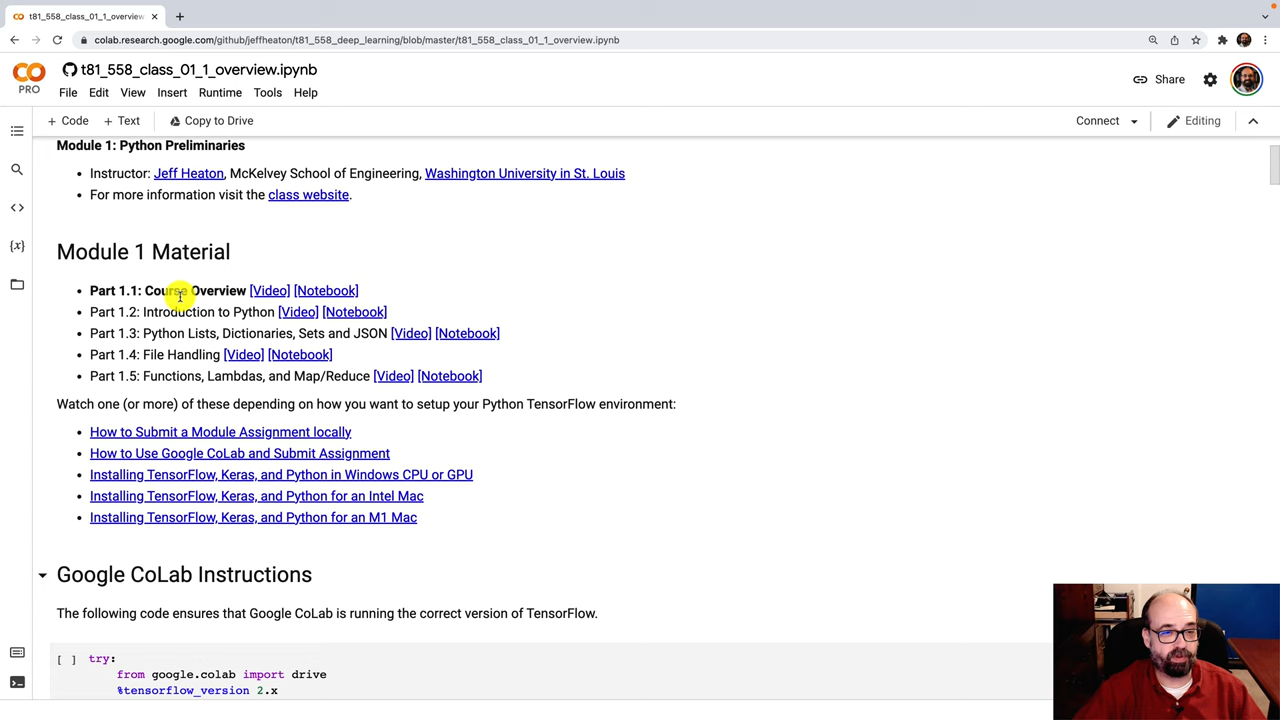 t81_558_class_01_1_overview.i
colab.research.google.com/github/jeffheaton/t81_558_deep_learning/blob/master/t81_558_class_01_1_overview.ipynb
t81_558_class_01_1_overview.ipynb
PRO
File Edit View Insert Runtime Tools Help
Share
+ Code + Text Copy to Drive
Connect Editing
Module 1: Python Preliminaries
• Instructor: Jeff Heaton, McKelvey School of Engineering, Washington University in St. Louis
• For more information visit the class website.
Module 1 Material
• Part 1.1: Course Overview [Video] [Notebook]
• Part 1.2: Introduction to Python [Video] [Notebook]
• Part 1.3: Python Lists, Dictionaries, Sets and JSON [Video] [Notebook]
• Part 1.4: File Handling [Video] [Notebook]
• Part 1.5: Functions, Lambdas, and Map/Reduce [Video] [Notebook]
Watch one (or more) of these depending on how you want to setup your Python TensorFlow environment:
• How to Submit a Module Assignment locally
• How to Use Google CoLab and Submit Assignment
• Installing TensorFlow, Keras, and Python in Windows CPU or GPU
• Installing TensorFlow, Keras, and Python for an Intel Mac
• Installing TensorFlow, Keras, and Python for an M1 Mac
Google CoLab Instructions
The following code ensures that Google CoLab is running the correct version of TensorFlow.
[ ] try:
from google.colab import drive
%tensorflow_version 2.x